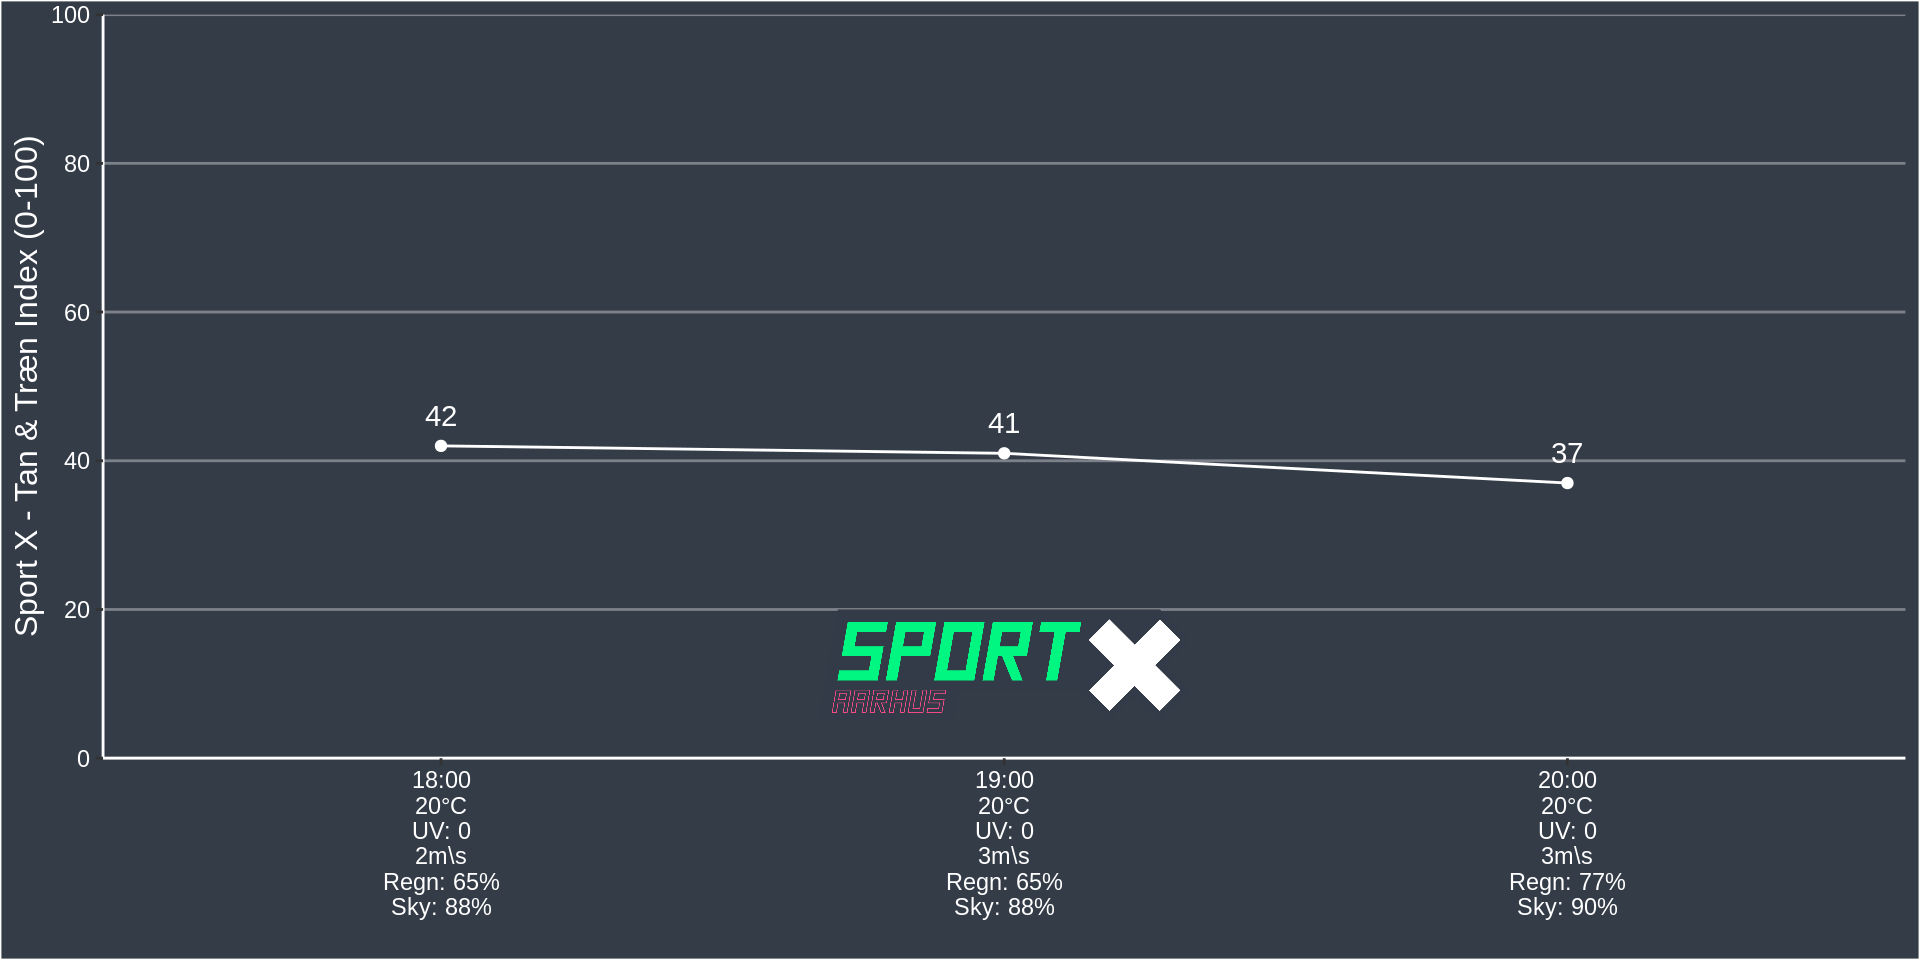 Sport X - Tan & Træn Index (0-100)
100
80
60
40
20
0
42
41
37
SPORT X
AARHUS
18:00
20°C
UV: 0
2m\s
Regn: 65%
Sky: 88%
19:00
20°C
UV: 0
3m\s
Regn: 65%
Sky: 88%
20:00
20°C
UV: 0
3m\s
Regn: 77%
Sky: 90%